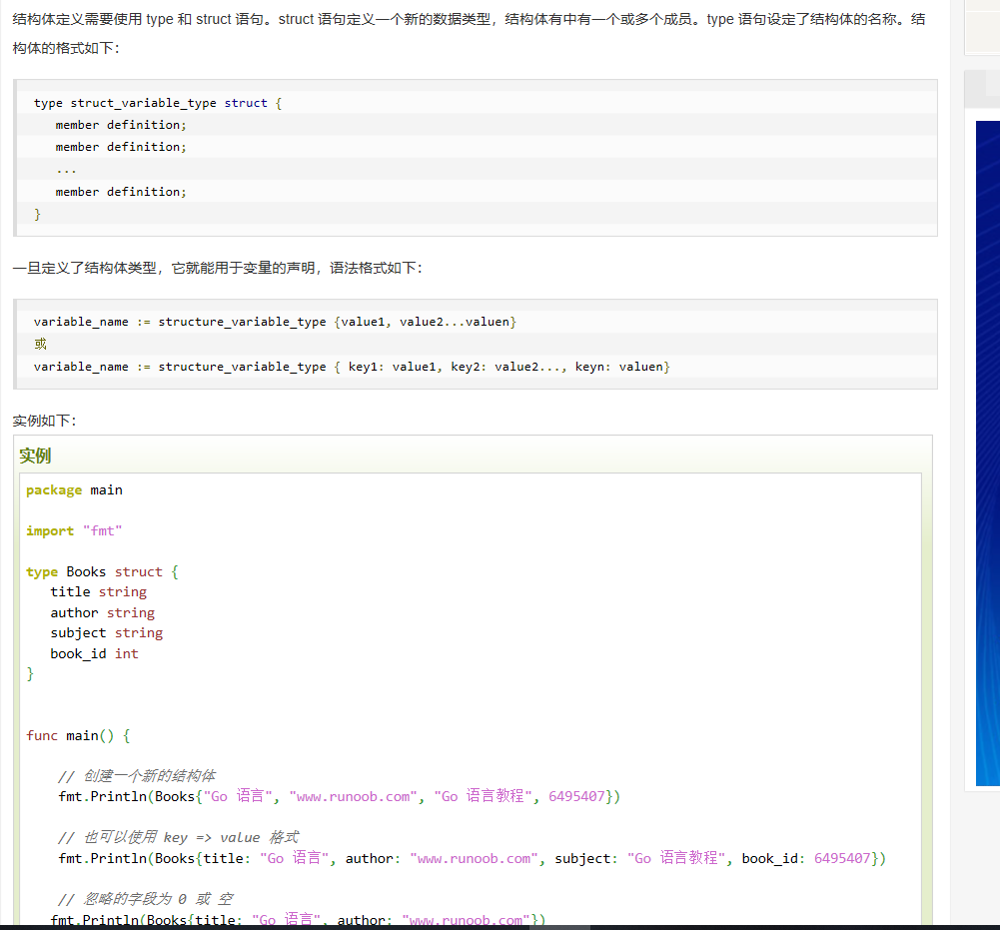 结构体定义需要使用 type 和 struct 语句。struct 语句定义一个新的数据类型，结构体有中有一个或多个成员。type 语句设定了结构体的名称。结
构体的格式如下：
type struct_variable_type struct {
member definition;
member definition;
...
member definition;
}
一旦定义了结构体类型，它就能用于变量的声明，语法格式如下：
variable_name := structure_variable_type {value1, value2...valuen}
或
variable_name := structure_variable_type { key1: value1, key2: value2..., keyn: valuen}
实例如下：
实例
package main
import "fmt"
type Books struct {
title string
author string
subject string
book_id int
}
func main() {
// 创建一个新的结构体
fmt.Println(Books{"Go 语言", "www.runoob.com", "Go 语言教程", 6495407})
// 也可以使用 key => value 格式
fmt.Println(Books{title: "Go 语言", author: "www.runoob.com", subject: "Go 语言教程", book_id: 6495407})
// 忽略的字段为 0 或 空
fmt.Println(Books{title: "Go 语言", author: "www.runoob.com"})